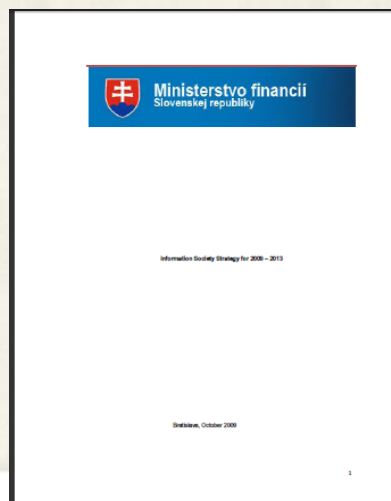 Ministerstvo financií
Slovenskej republiky
Information Society Strategy for 2009 – 2013
Bratislava, October 2009
1